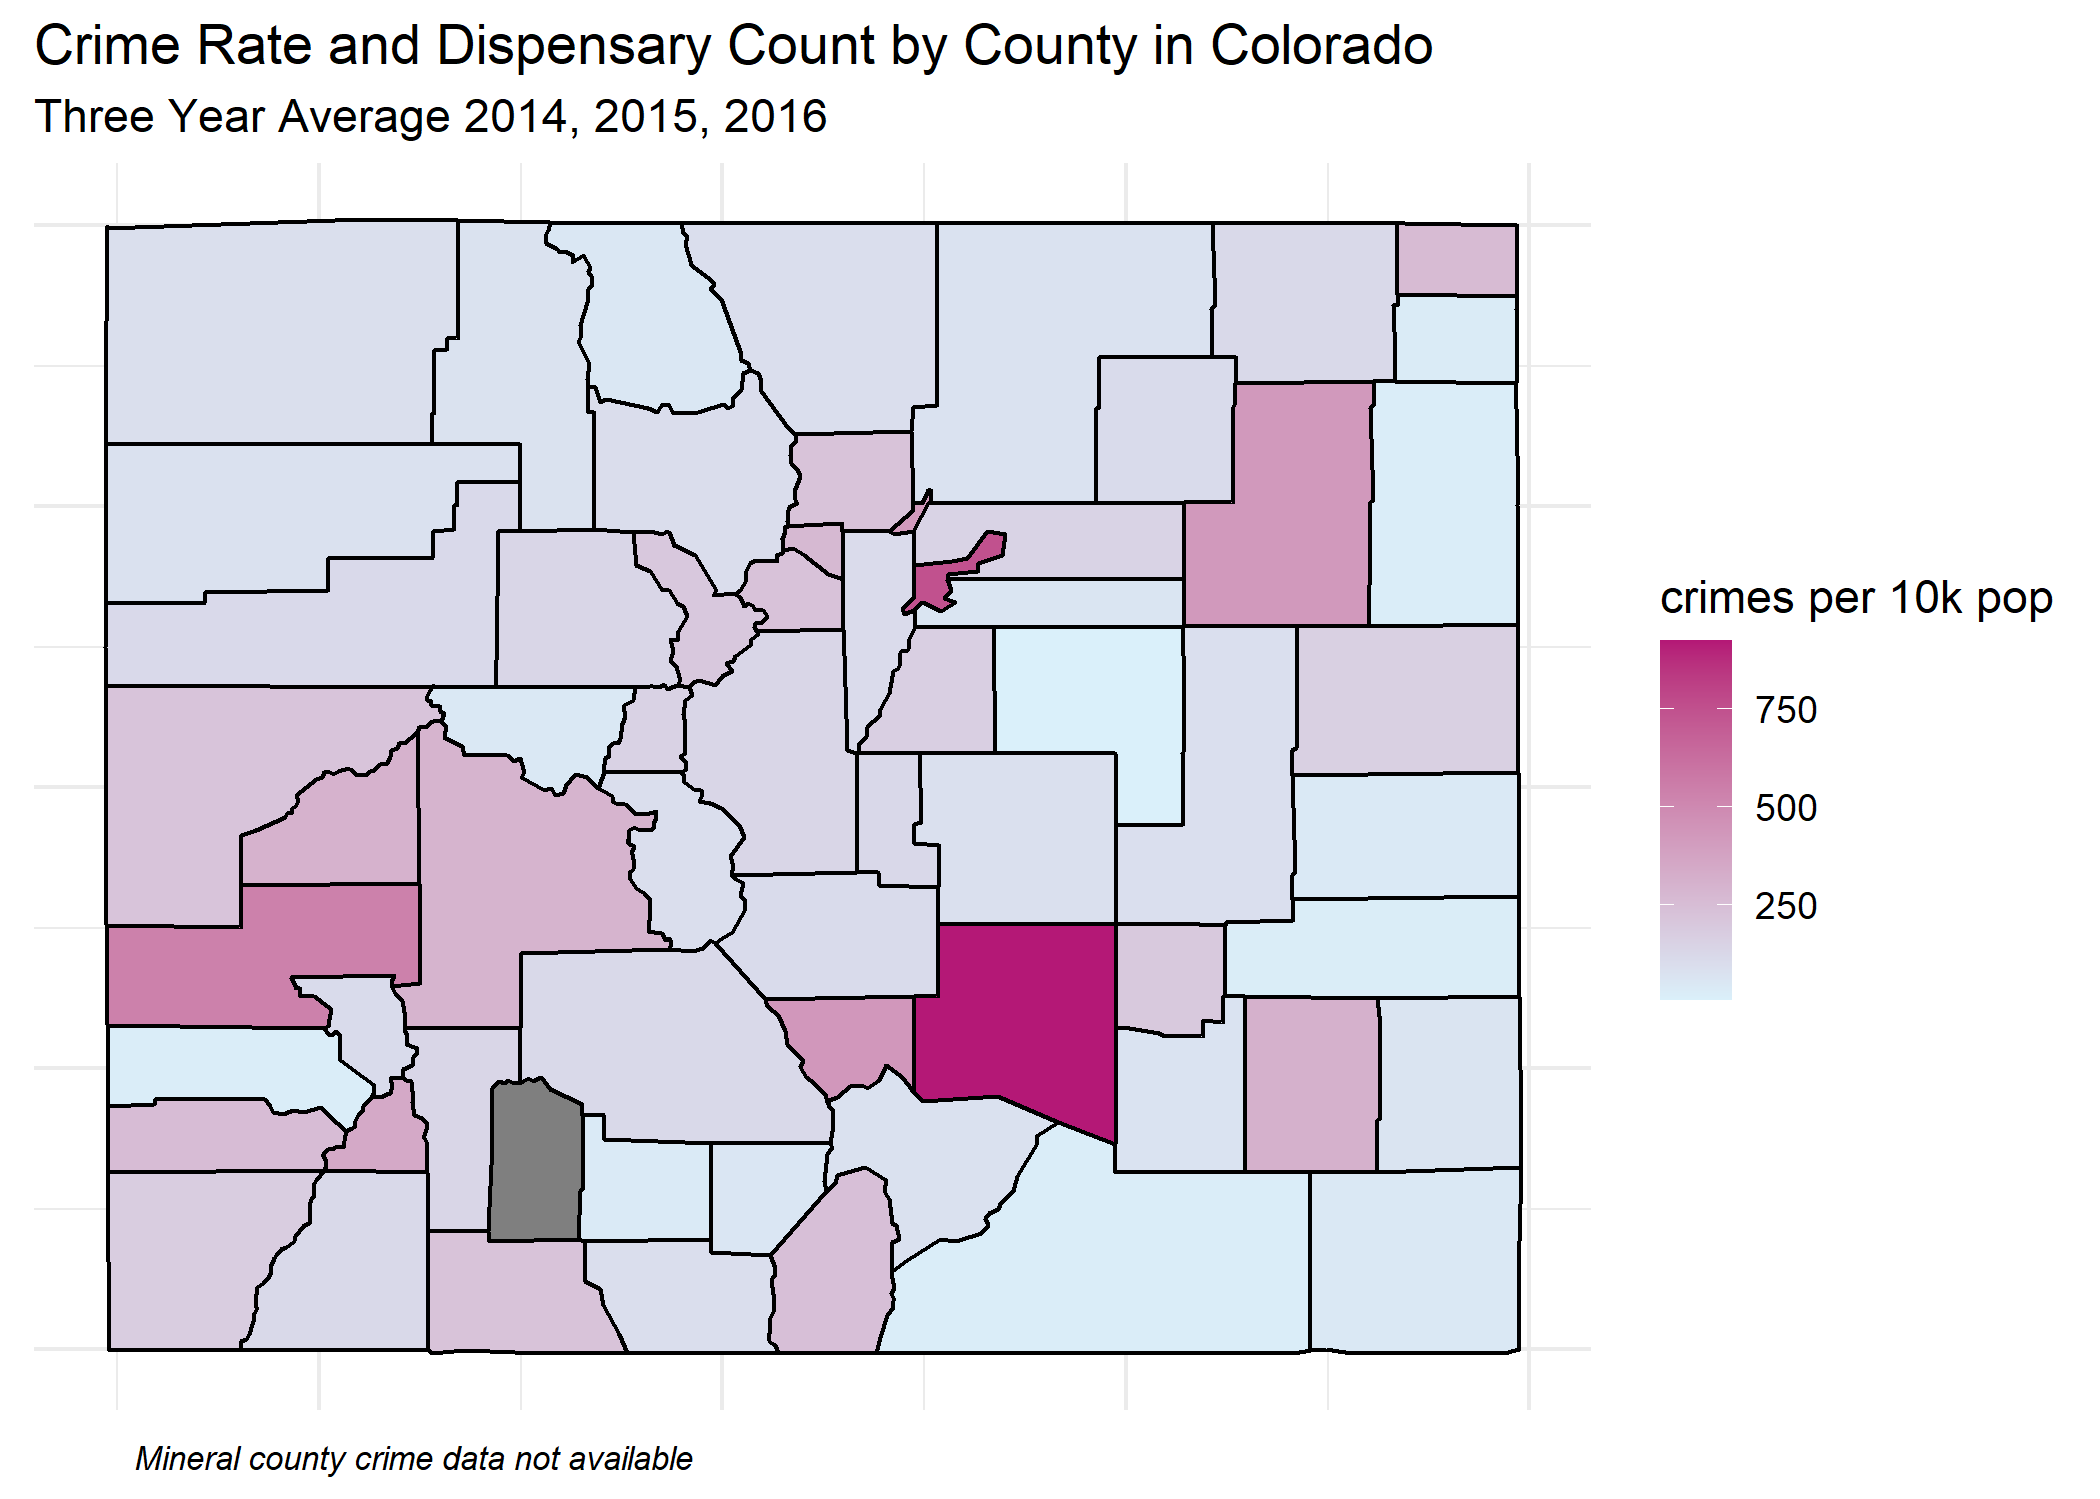 Crime Rate and Dispensary Count by County in Colorado
Three Year Average 2014, 2015, 2016
crimes per 10k pop
750
500
250
Mineral county crime data not available